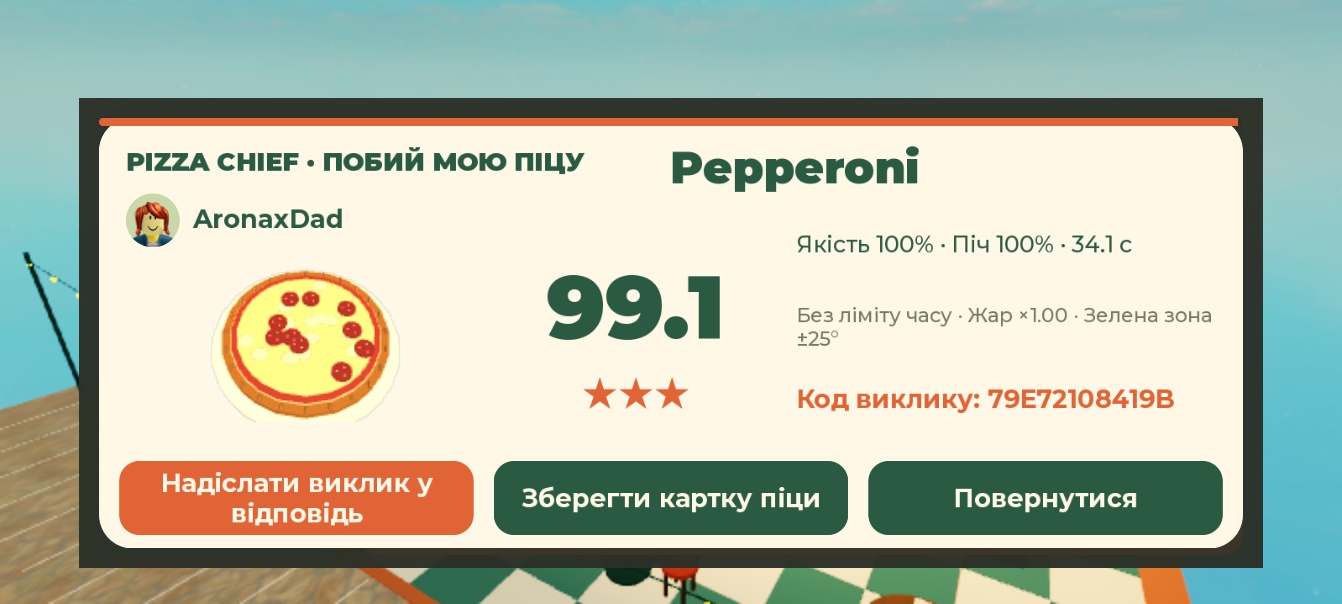 PIZZA CHIEF • ПОБИЙ МОЮ ПІЦУ
Pepperoni
AronaxDad
Якість 100% · Піч 100% · 34.1 с
99.1
Без ліміту часу · Жар ×1.00 · Зелена зона
±25°
★★★
Код виклику: 79E72108419B
Надіслати виклик у
відповідь
Зберегти картку піци
Повернутися